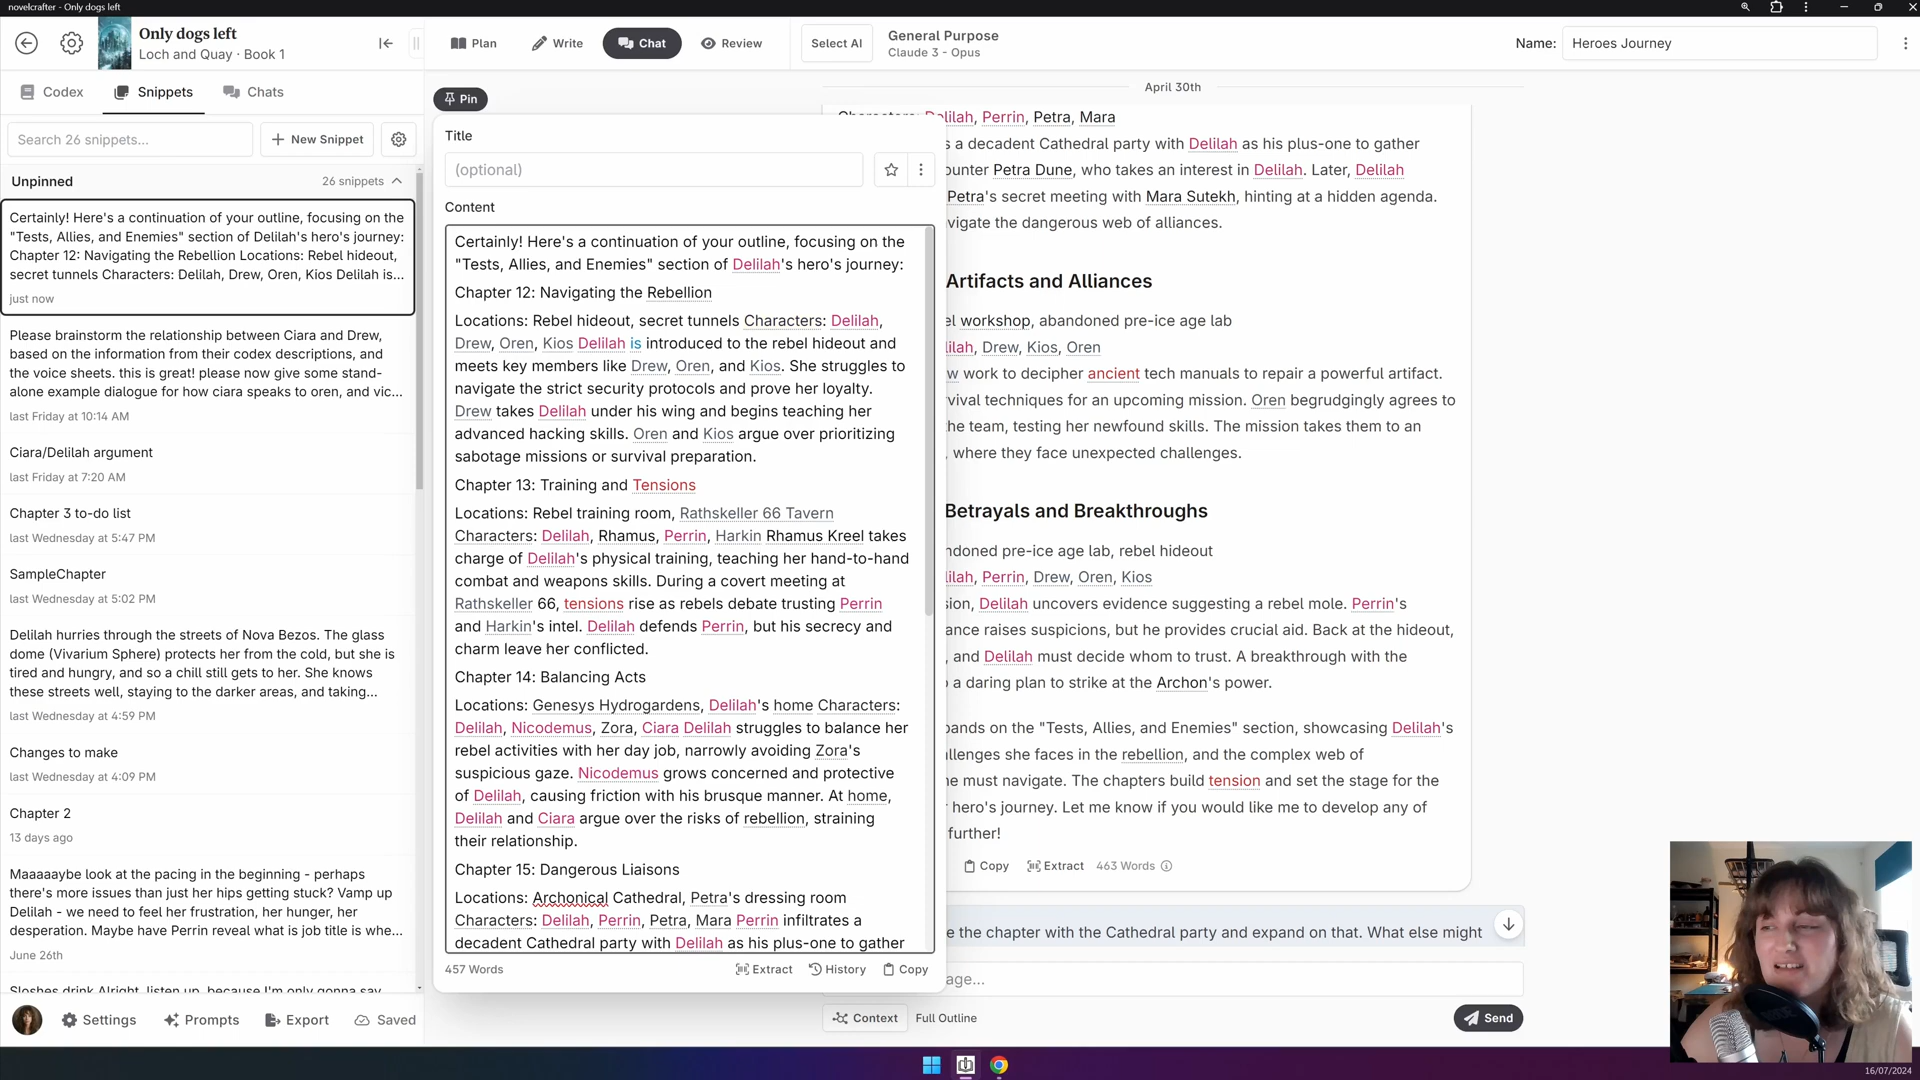 novelcrafter - Only dogs left
Only dogs left
Loch and Quay · Book 1
Plan
Write
Chat
Review
Select AI
General Purpose
Claude 3 - Opus
Name:
Heroes Journey
Codex
Snippets
Chats
Search 26 snippets...
New Snippet
Unpinned
26 snippets
Certainly! Here's a continuation of your outline, focusing on the
"Tests, Allies, and Enemies" section of Delilah's hero's journey:
Chapter 12: Navigating the Rebellion Locations: Rebel hideout,
secret tunnels Characters: Delilah, Drew, Oren, Kios Delilah is...
just now
Please brainstorm the relationship between Ciara and Drew,
based on the information from their codex descriptions, and
the voice sheets. this is great! please now give some stand-
alone example dialogue for how ciara speaks to oren, and vic...
last Friday at 10:14 AM
Ciara/Delilah argument
last Friday at 7:20 AM
Chapter 3 to-do list
last Wednesday at 5:47 PM
SampleChapter
last Wednesday at 5:02 PM
Delilah hurries through the streets of Nova Bezos. The glass
dome (Vivarium Sphere) protects her from the cold, but she is
tired and hungry, and so a chill still gets to her. She knows
these streets well, staying to the darker areas, and taking...
last Wednesday at 4:59 PM
Changes to make
last Wednesday at 4:09 PM
Chapter 2
13 days ago
Maaaaaybe look at the pacing in the beginning - perhaps
there's more issues than just her hips getting stuck? Vamp up
Delilah - we need to feel her frustration, her hunger, her
desperation. Maybe have Perrin reveal what is job title is whe...
June 26th
Sloshes drink Alright, listen up, because I'm only gonna say
Settings
Prompts
Export
Saved
Pin
Title
(optional)
Content
Certainly! Here's a continuation of your outline, focusing on the
"Tests, Allies, and Enemies" section of Delilah's hero's journey:
Chapter 12: Navigating the Rebellion
Locations: Rebel hideout, secret tunnels Characters: Delilah,
Drew, Oren, Kios Delilah is introduced to the rebel hideout and
meets key members like Drew, Oren, and Kios. She struggles to
navigate the strict security protocols and prove her loyalty.
Drew takes Delilah under his wing and begins teaching her
advanced hacking skills. Oren and Kios argue over prioritizing
sabotage missions or survival preparation.
Chapter 13: Training and Tensions
Locations: Rebel training room, Rathskeller 66 Tavern
Characters: Delilah, Rhamus, Perrin, Harkin Rhamus Kreel takes
charge of Delilah's physical training, teaching her hand-to-hand
combat and weapons skills. During a covert meeting at
Rathskeller 66, tensions rise as rebels debate trusting Perrin
and Harkin's intel. Delilah defends Perrin, but his secrecy and
charm leave her conflicted.
Chapter 14: Balancing Acts
Locations: Genesys Hydrogardens, Delilah's home Characters:
Delilah, Nicodemus, Zora, Ciara Delilah struggles to balance her
rebel activities with her day job, narrowly avoiding Zora's
suspicious gaze. Nicodemus grows concerned and protective
of Delilah, causing friction with his brusque manner. At home,
Delilah and Ciara argue over the risks of rebellion, straining
their relationship.
Chapter 15: Dangerous Liaisons
Locations: Archonical Cathedral, Petra's dressing room
Characters: Delilah, Perrin, Petra, Mara Perrin infiltrates a
decadent Cathedral party with Delilah as his plus-one to gather
457 Words
Extract
History
Copy
April 30th
Characters: Delilah, Perrin, Petra, Mara
s a decadent Cathedral party with Delilah as his plus-one to gather
unter Petra Dune, who takes an interest in Delilah. Later, Delilah
Petra's secret meeting with Mara Sutekh, hinting at a hidden agenda.
vigate the dangerous web of alliances.
Artifacts and Alliances
el workshop, abandoned pre-ice age lab
lilah, Drew, Kios, Oren
w work to decipher ancient tech manuals to repair a powerful artifact.
vival techniques for an upcoming mission. Oren begrudgingly agrees to
he team, testing her newfound skills. The mission takes them to an
, where they face unexpected challenges.
Betrayals and Breakthroughs
ndoned pre-ice age lab, rebel hideout
lilah, Perrin, Drew, Oren, Kios
sion, Delilah uncovers evidence suggesting a rebel mole. Perrin's
ance raises suspicions, but he provides crucial aid. Back at the hideout,
, and Delilah must decide whom to trust. A breakthrough with the
o a daring plan to strike at the Archon's power.
pands on the "Tests, Allies, and Enemies" section, showcasing Delilah's
allenges she faces in the rebellion, and the complex web of
he must navigate. The chapters build tension and set the stage for the
hero's journey. Let me know if you would like me to develop any of
further!
Copy
Extract
463 Words
e the chapter with the Cathedral party and expand on that. What else might
age...
Context
Full Outline
Send
16/07/2024